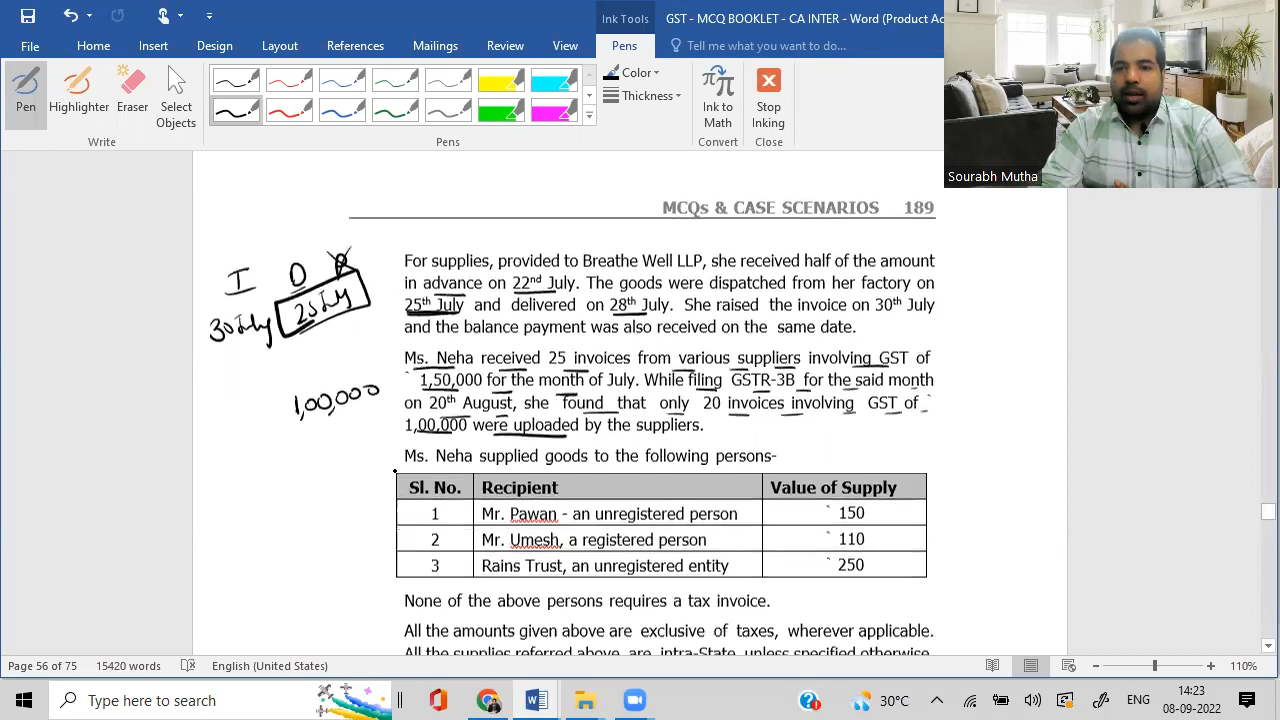 Ink Tools
GST - MCQ BOOKLET - CA INTER - Word (Product Ac
File Home Insert Design Layout References Mailings Review View Pens Tell me what you want to do...
Pen Highlighter Eraser Select Objects
Color
Thickness
Ink to Math
Stop Inking
Write Pens Convert Close
Sourabh Mutha
MCQs & CASE SCENARIOS 189
For supplies, provided to Breathe Well LLP, she received half of the amount
in advance on 22nd July. The goods were dispatched from her factory on
25th July and delivered on 28th July. She raised the invoice on 30th July
and the balance payment was also received on the same date.
I D P
30 July 25 July
Ms. Neha received 25 invoices from various suppliers involving GST of
` 1,50,000 for the month of July. While filing GSTR-3B for the said month
on 20th August, she found that only 20 invoices involving GST of `
1,00,000 were uploaded by the suppliers.
1,00,000
Ms. Neha supplied goods to the following persons-
Sl. No. Recipient Value of Supply
1 Mr. Pawan - an unregistered person ` 150
2 Mr. Umesh, a registered person ` 110
3 Rains Trust, an unregistered entity ` 250
None of the above persons requires a tax invoice.
All the amounts given above are exclusive of taxes, wherever applicable.
All the supplies referred above are intra-State unless specified otherwise
Page 56 of 75 15420 words English (United States) 110%
Type here to search 30°C ENG 14:23
08-09-2022